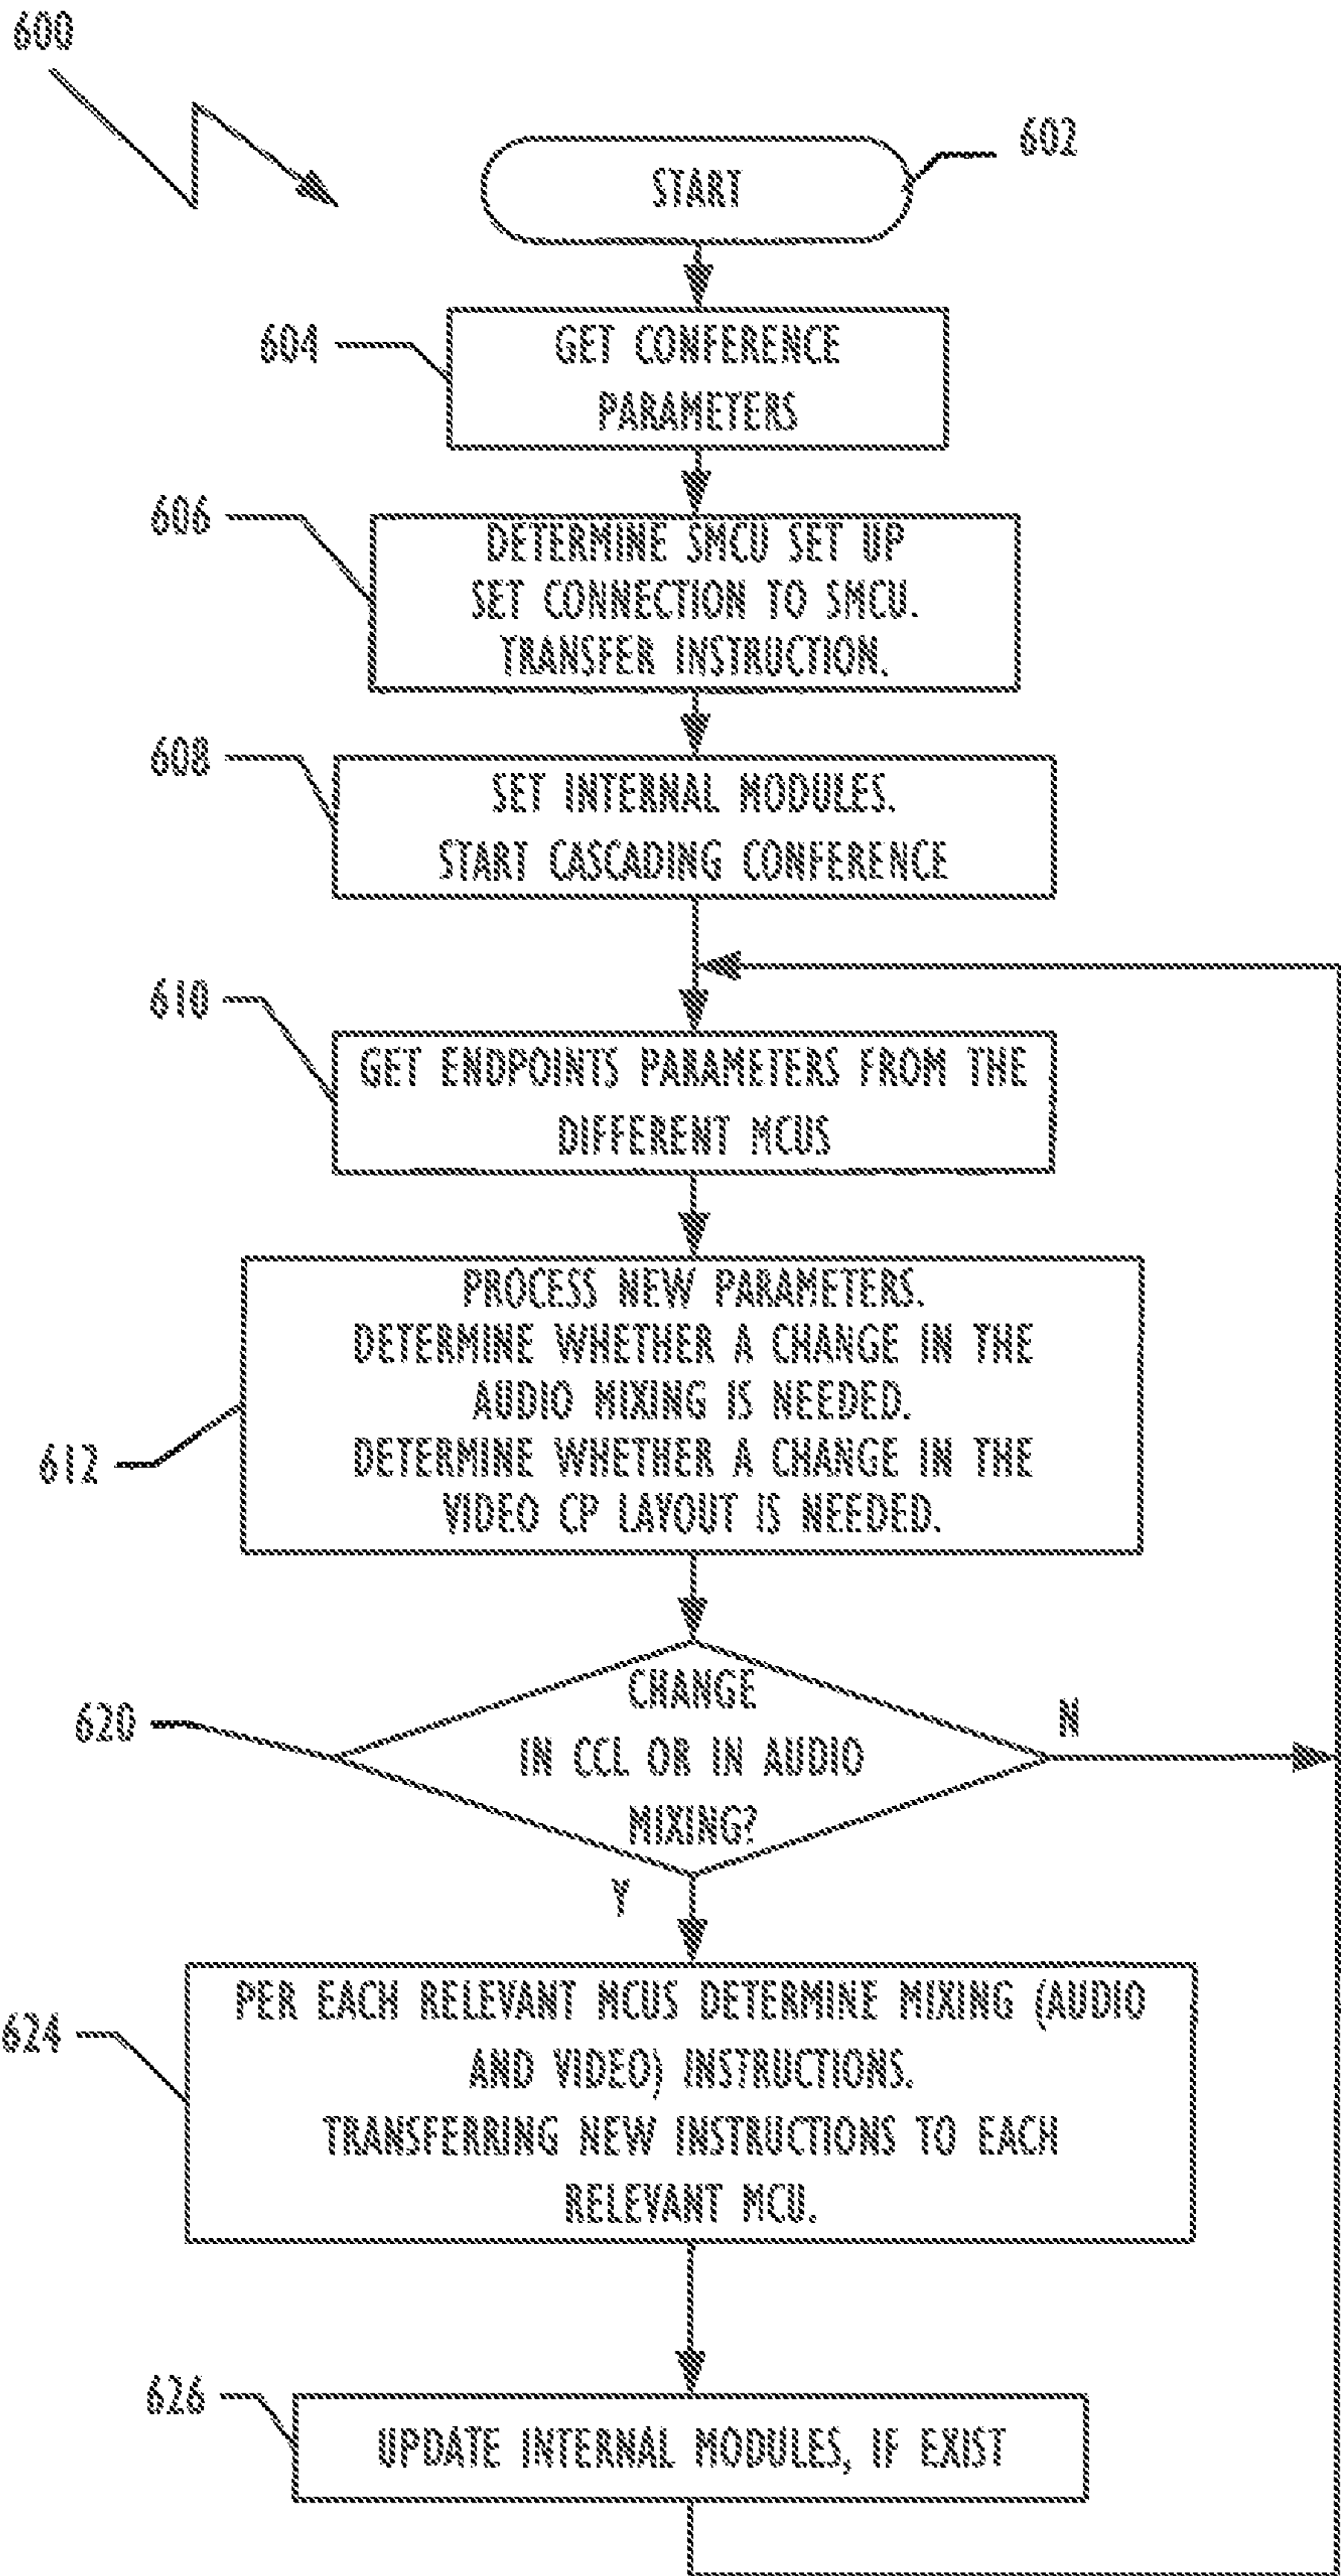 600
602
START
604
GET CONFERENCE
PARAMETERS
606
DETERMINE SMCU SET UP
SET CONNECTION TO SMCU.
TRANSFER INSTRUCTION.
608
SET INTERNAL MODULES.
START CASCADING CONFERENCE
610
GET ENDPOINTS PARAMETERS FROM THE
DIFFERENT MCUS
612
PROCESS NEW PARAMETERS.
DETERMINE WHETHER A CHANGE IN THE
AUDIO MIXING IS NEEDED.
DETERMINE WHETHER A CHANGE IN THE
VIDEO CP LAYOUT IS NEEDED.
620
CHANGE
IN CCL OR IN AUDIO
MIXING?
N
Y
624
PER EACH RELEVANT MCUS DETERMINE MIXING (AUDIO
AND VIDEO) INSTRUCTIONS.
TRANSFERRING NEW INSTRUCTIONS TO EACH
RELEVANT MCU.
626
UPDATE INTERNAL MODULES, IF EXIST